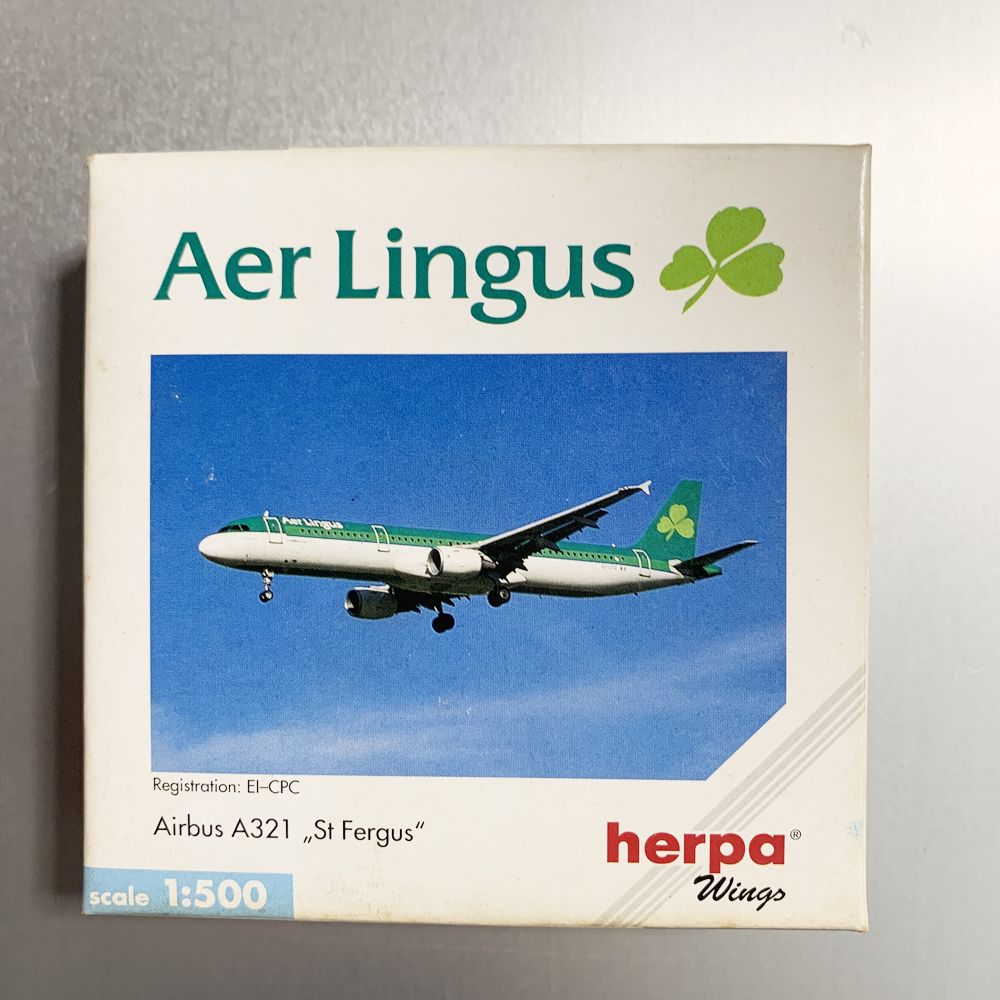 Aer Lingus
Aer Lingus
Registration: EI–CPC
Airbus A321 „St Fergus“
herpa®
Wings
scale 1:500